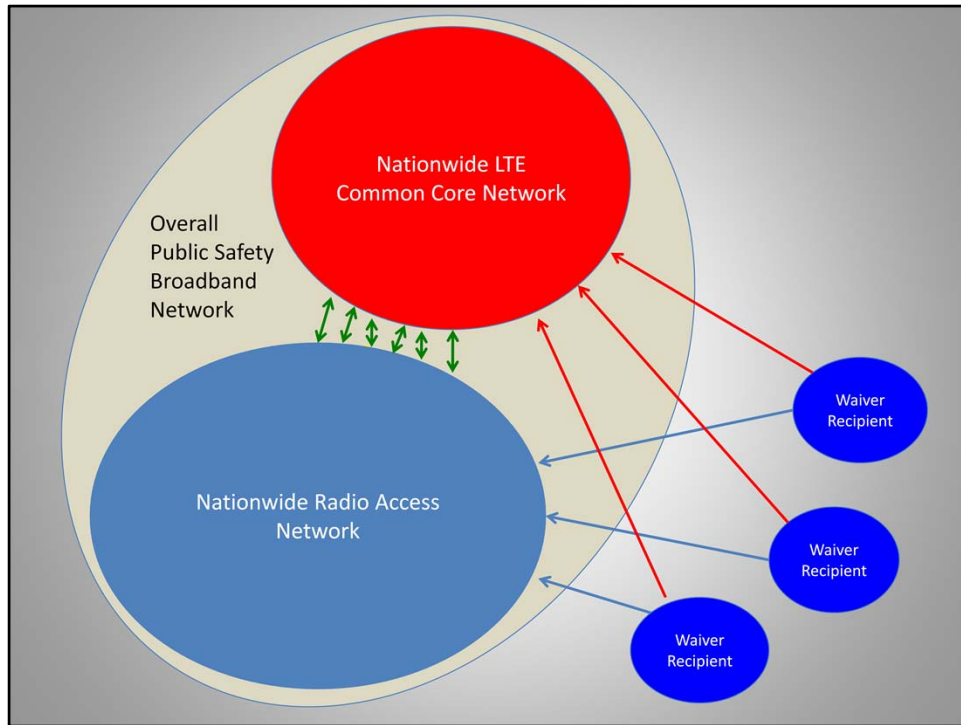 Nationwide LTE
Common Core Network
Overall
Public Safety
Broadband
Network
Waiver
Recipient
Nationwide Radio Access
Network
Waiver
Recipient
Waiver
Recipient